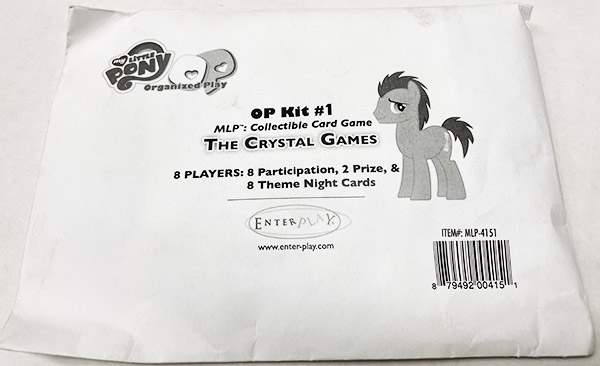 MY LITTLE
PONY
OP
Organized Play
OP Kit #1
MLP™: Collectible Card Game
THE CRYSTAL GAMES
8 PLAYERS: 8 Participation, 2 Prize, &
8 Theme Night Cards
ENTERPLAY
www.enter-play.com
ITEM#: MLP-4151
8 79492 00415 1